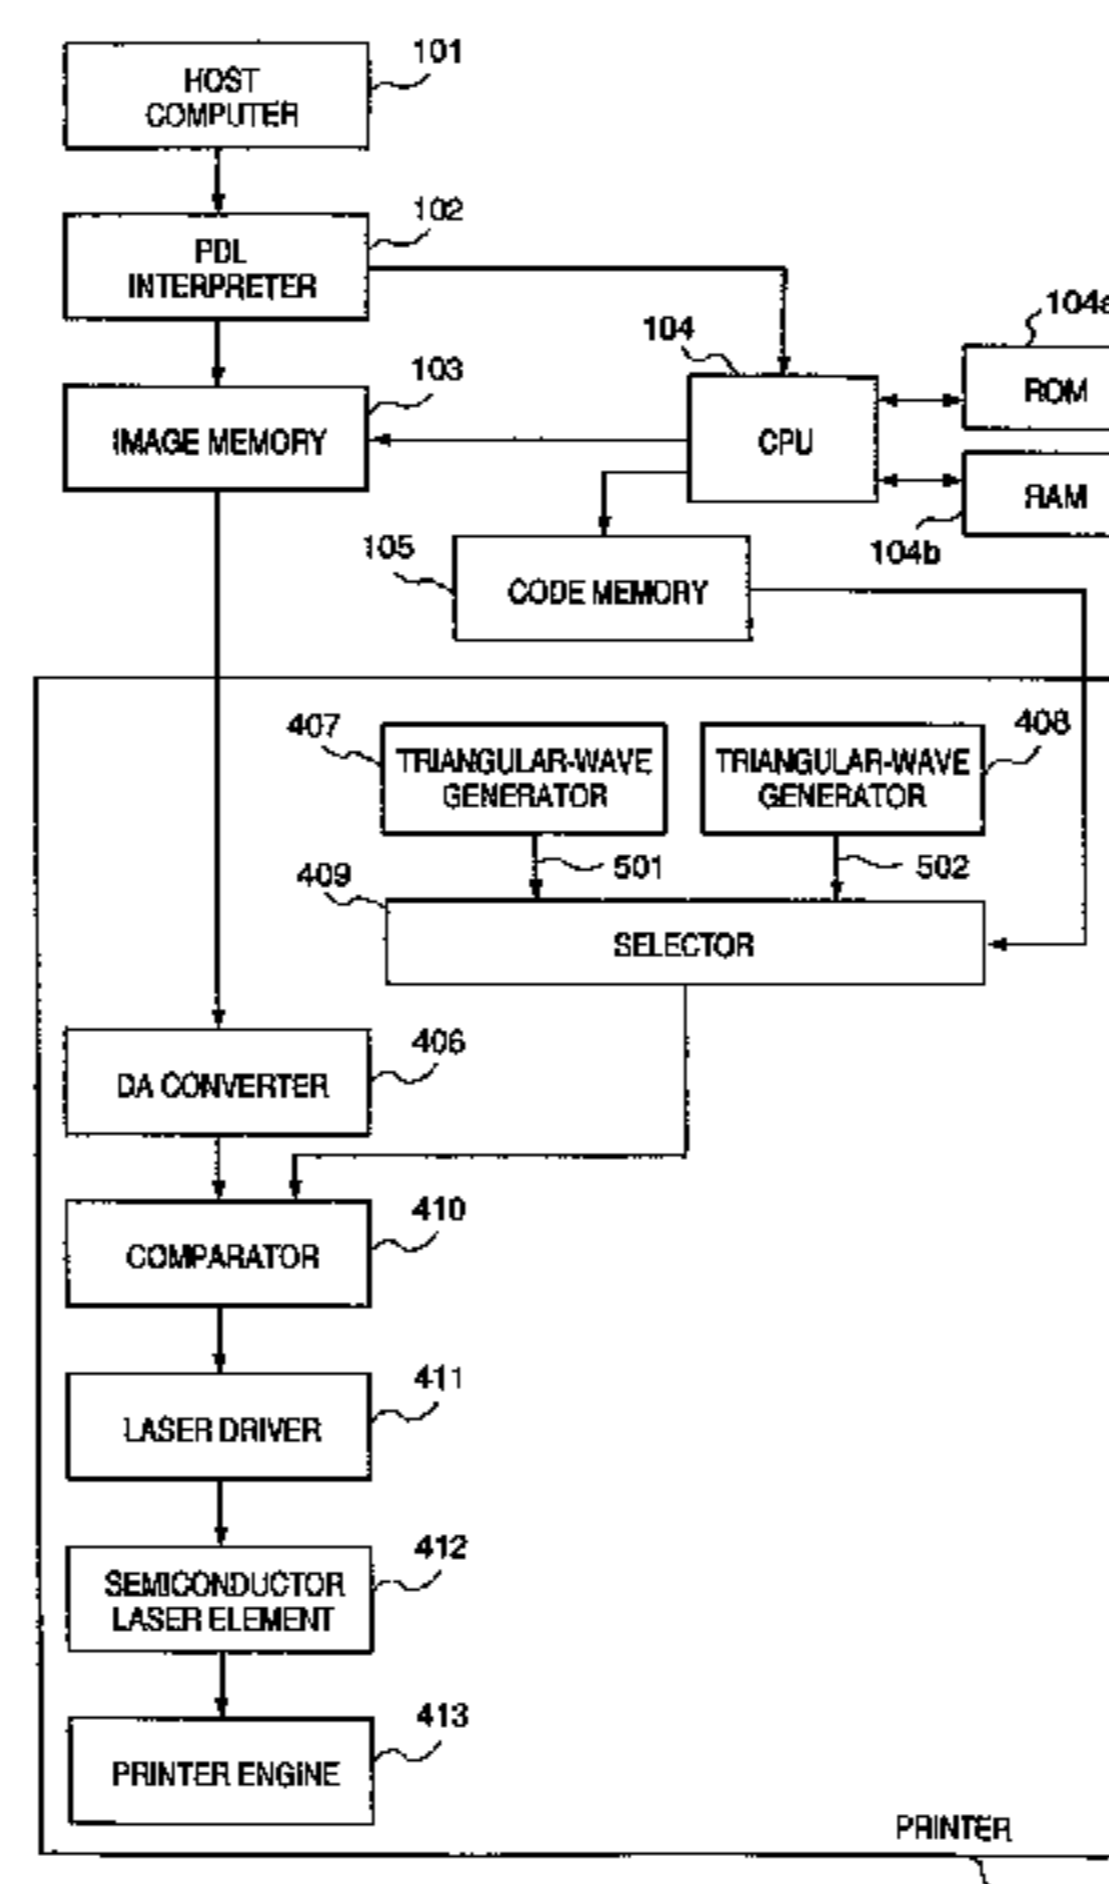 101
HOST
COMPUTER
102
PDL
INTERPRETER
104
ROM
103
IMAGE MEMORY
CPU
RAM
104b
105
CODE MEMORY
407
TRIANGULAR-WAVE
GENERATOR
408
TRIANGULAR-WAVE
GENERATOR
501
502
409
SELECTOR
406
DA CONVERTER
410
COMPARATOR
411
LASER DRIVER
412
SEMICONDUCTOR
LASER ELEMENT
413
PRINTER ENGINE
PRINTER